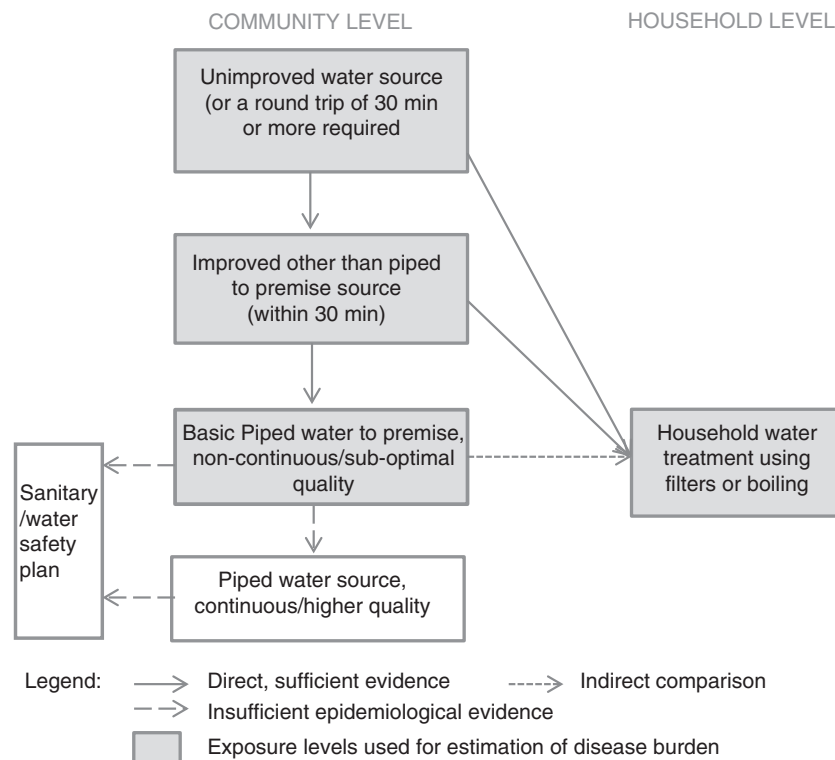 COMMUNITY LEVEL
HOUSEHOLD LEVEL
Unimproved water source
(or a round trip of 30 min
or more required
Improved other than piped
to premise source
(within 30 min)
Basic Piped water to premise,
non-continuous/sub-optimal
quality
Household water
treatment using
filters or boiling
Sanitary
/water
safety
plan
Piped water source,
continuous/higher quality
Legend:
Direct, sufficient evidence
Indirect comparison
Insufficient epidemiological evidence
Exposure levels used for estimation of disease burden